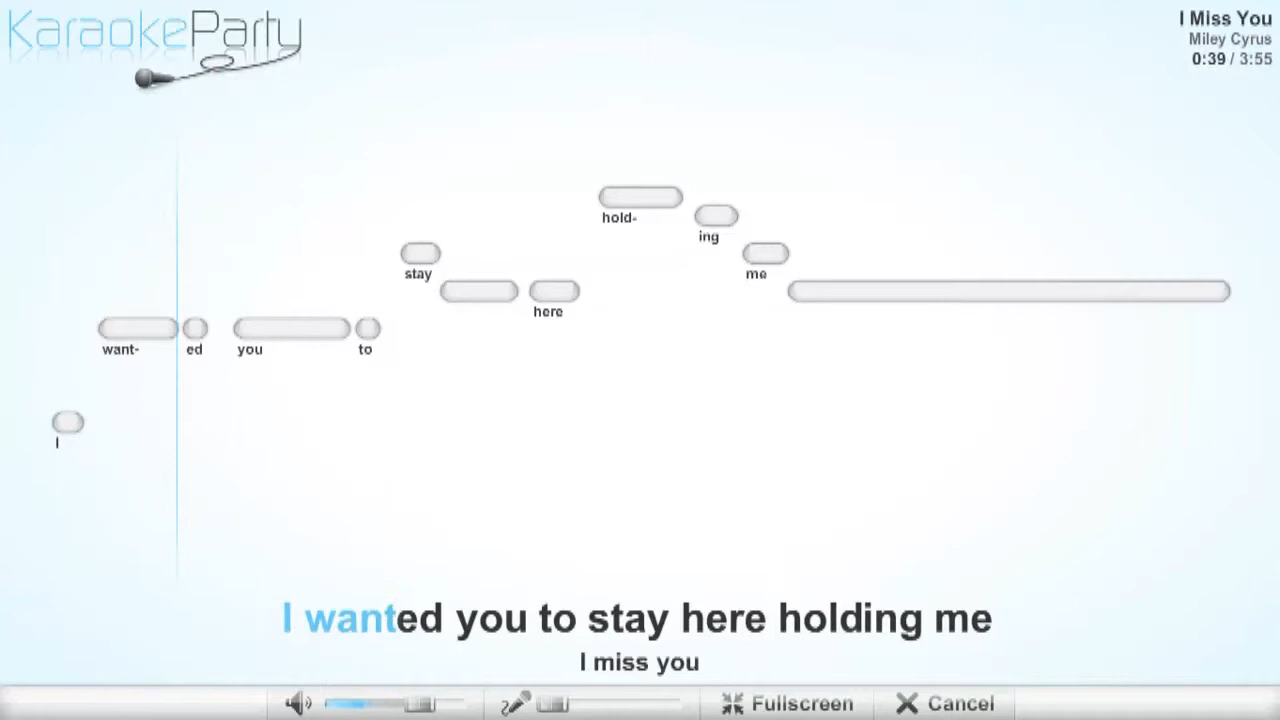 KaraokeParty
I Miss You
Miley Cyrus
0:39 / 3:55
hold-
ing
stay
me
here
want-
ed
you
to
I
I wanted you to stay here holding me
I miss you
Fullscreen
Cancel